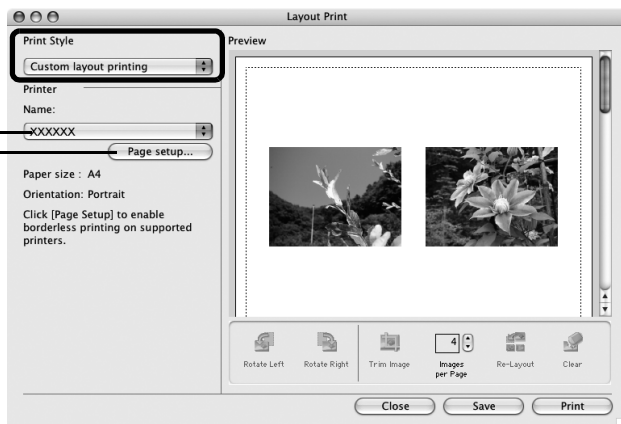 Layout Print
Print Style
Custom layout printing
Printer
Name:
XXXXXX
Page setup...
Paper size : A4
Orientation: Portrait
Click [Page Setup] to enable
borderless printing on supported
printers.
Preview
Rotate Left
Rotate Right
Trim Image
4
Images
per Page
Re-Layout
Clear
Close
Save
Print